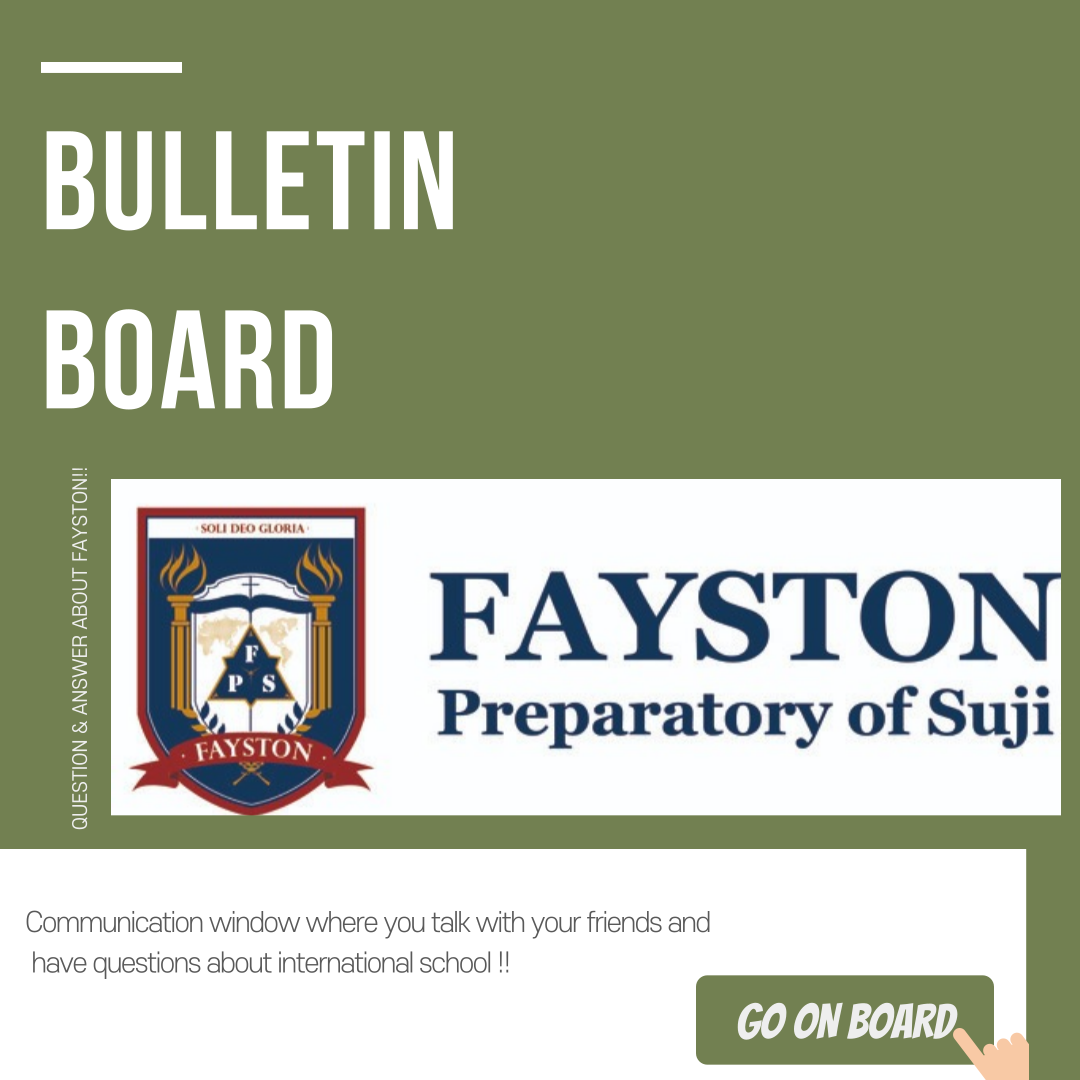 BULLETIN
BOARD
QUESTION & ANSWER ABOUT FAYSTON!!
· SOLI DEO GLORIA ·
F
P S
· FAYSTON ·
FAYSTON
Preparatory of Suji
Communication window where you talk with your friends and
have questions about international school !!
GO ON BOARD